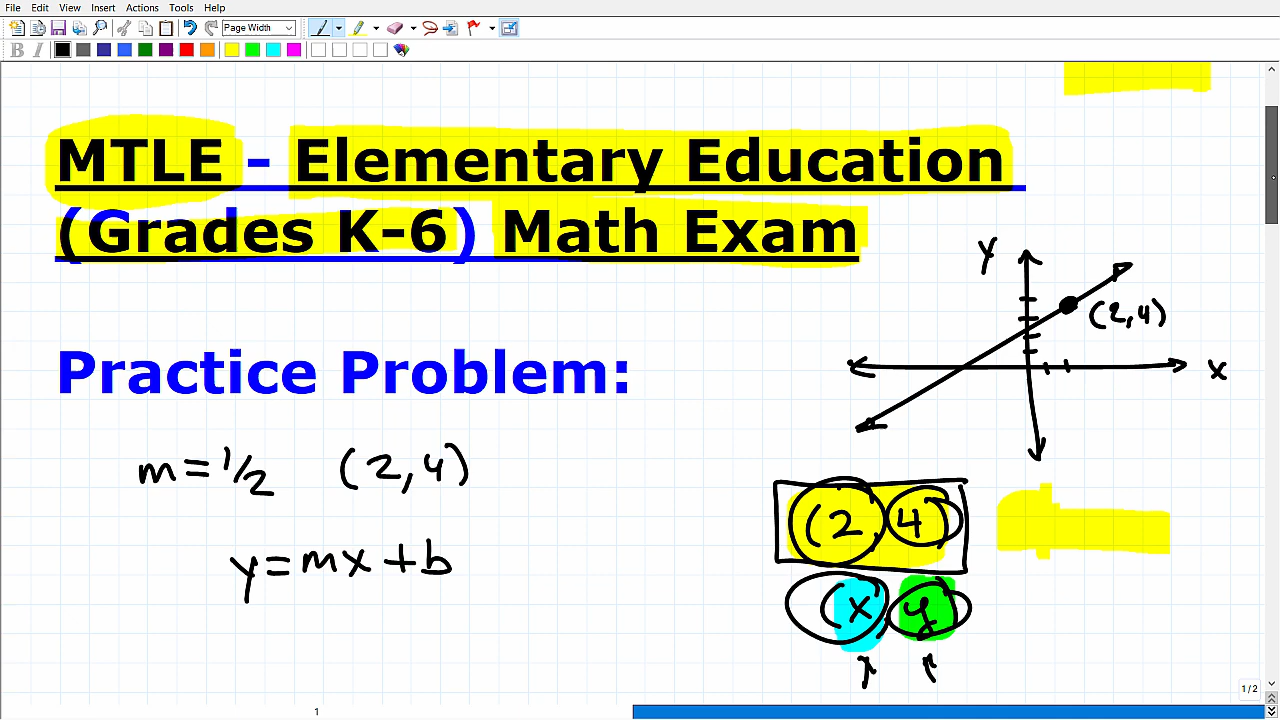 File Edit View Insert Actions Tools Help
Page Width
B I
MTLE - Elementary Education
(Grades K-6) Math Exam
y
(2,4)
x
Practice Problem:
m = 1/2 (2,4)
y = mx + b
(2 4)
(x y)
1/2
1